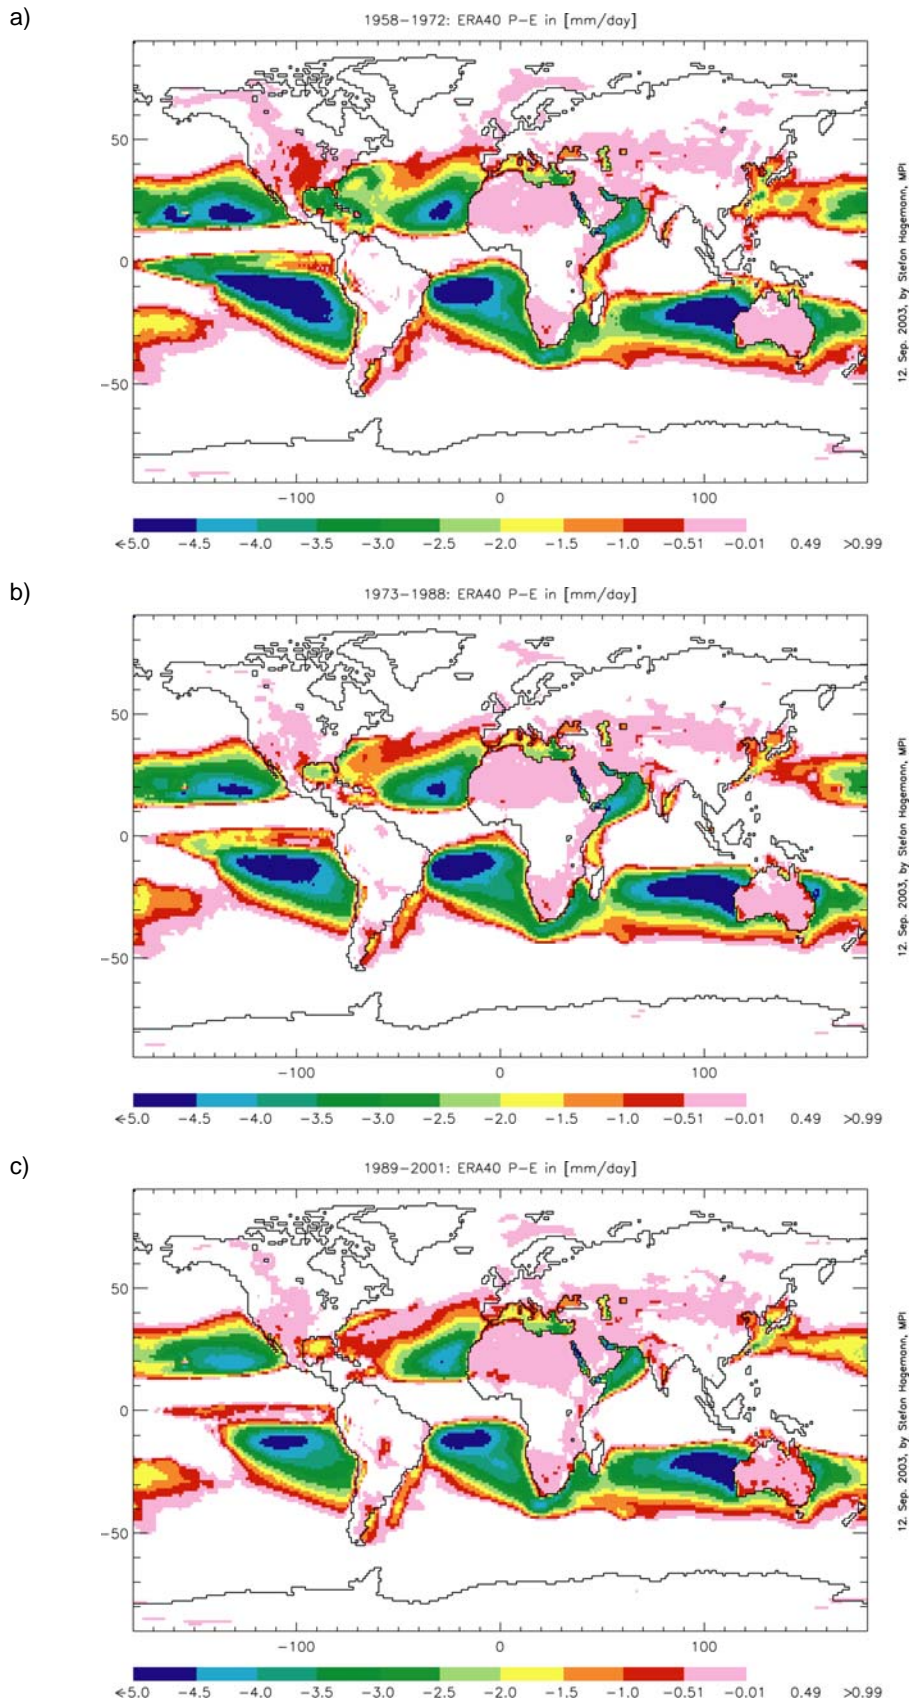 a)
1958-1972: ERA40 P-E in [mm/day]
50
0
-50
-100 0 100
<-5.0 -4.5 -4.0 -3.5 -3.0 -2.5 -2.0 -1.5 -1.0 -0.51 -0.01 0.49 >0.99
12. Sep. 2003, by Stefan Hagemann, MPI
b)
1973-1988: ERA40 P-E in [mm/day]
50
0
-50
-100 0 100
<-5.0 -4.5 -4.0 -3.5 -3.0 -2.5 -2.0 -1.5 -1.0 -0.51 -0.01 0.49 >0.99
12. Sep. 2003, by Stefan Hagemann, MPI
c)
1989-2001: ERA40 P-E in [mm/day]
50
0
-50
-100 0 100
<-5.0 -4.5 -4.0 -3.5 -3.0 -2.5 -2.0 -1.5 -1.0 -0.51 -0.01 0.49 >0.99
12. Sep. 2003, by Stefan Hagemann, MPI